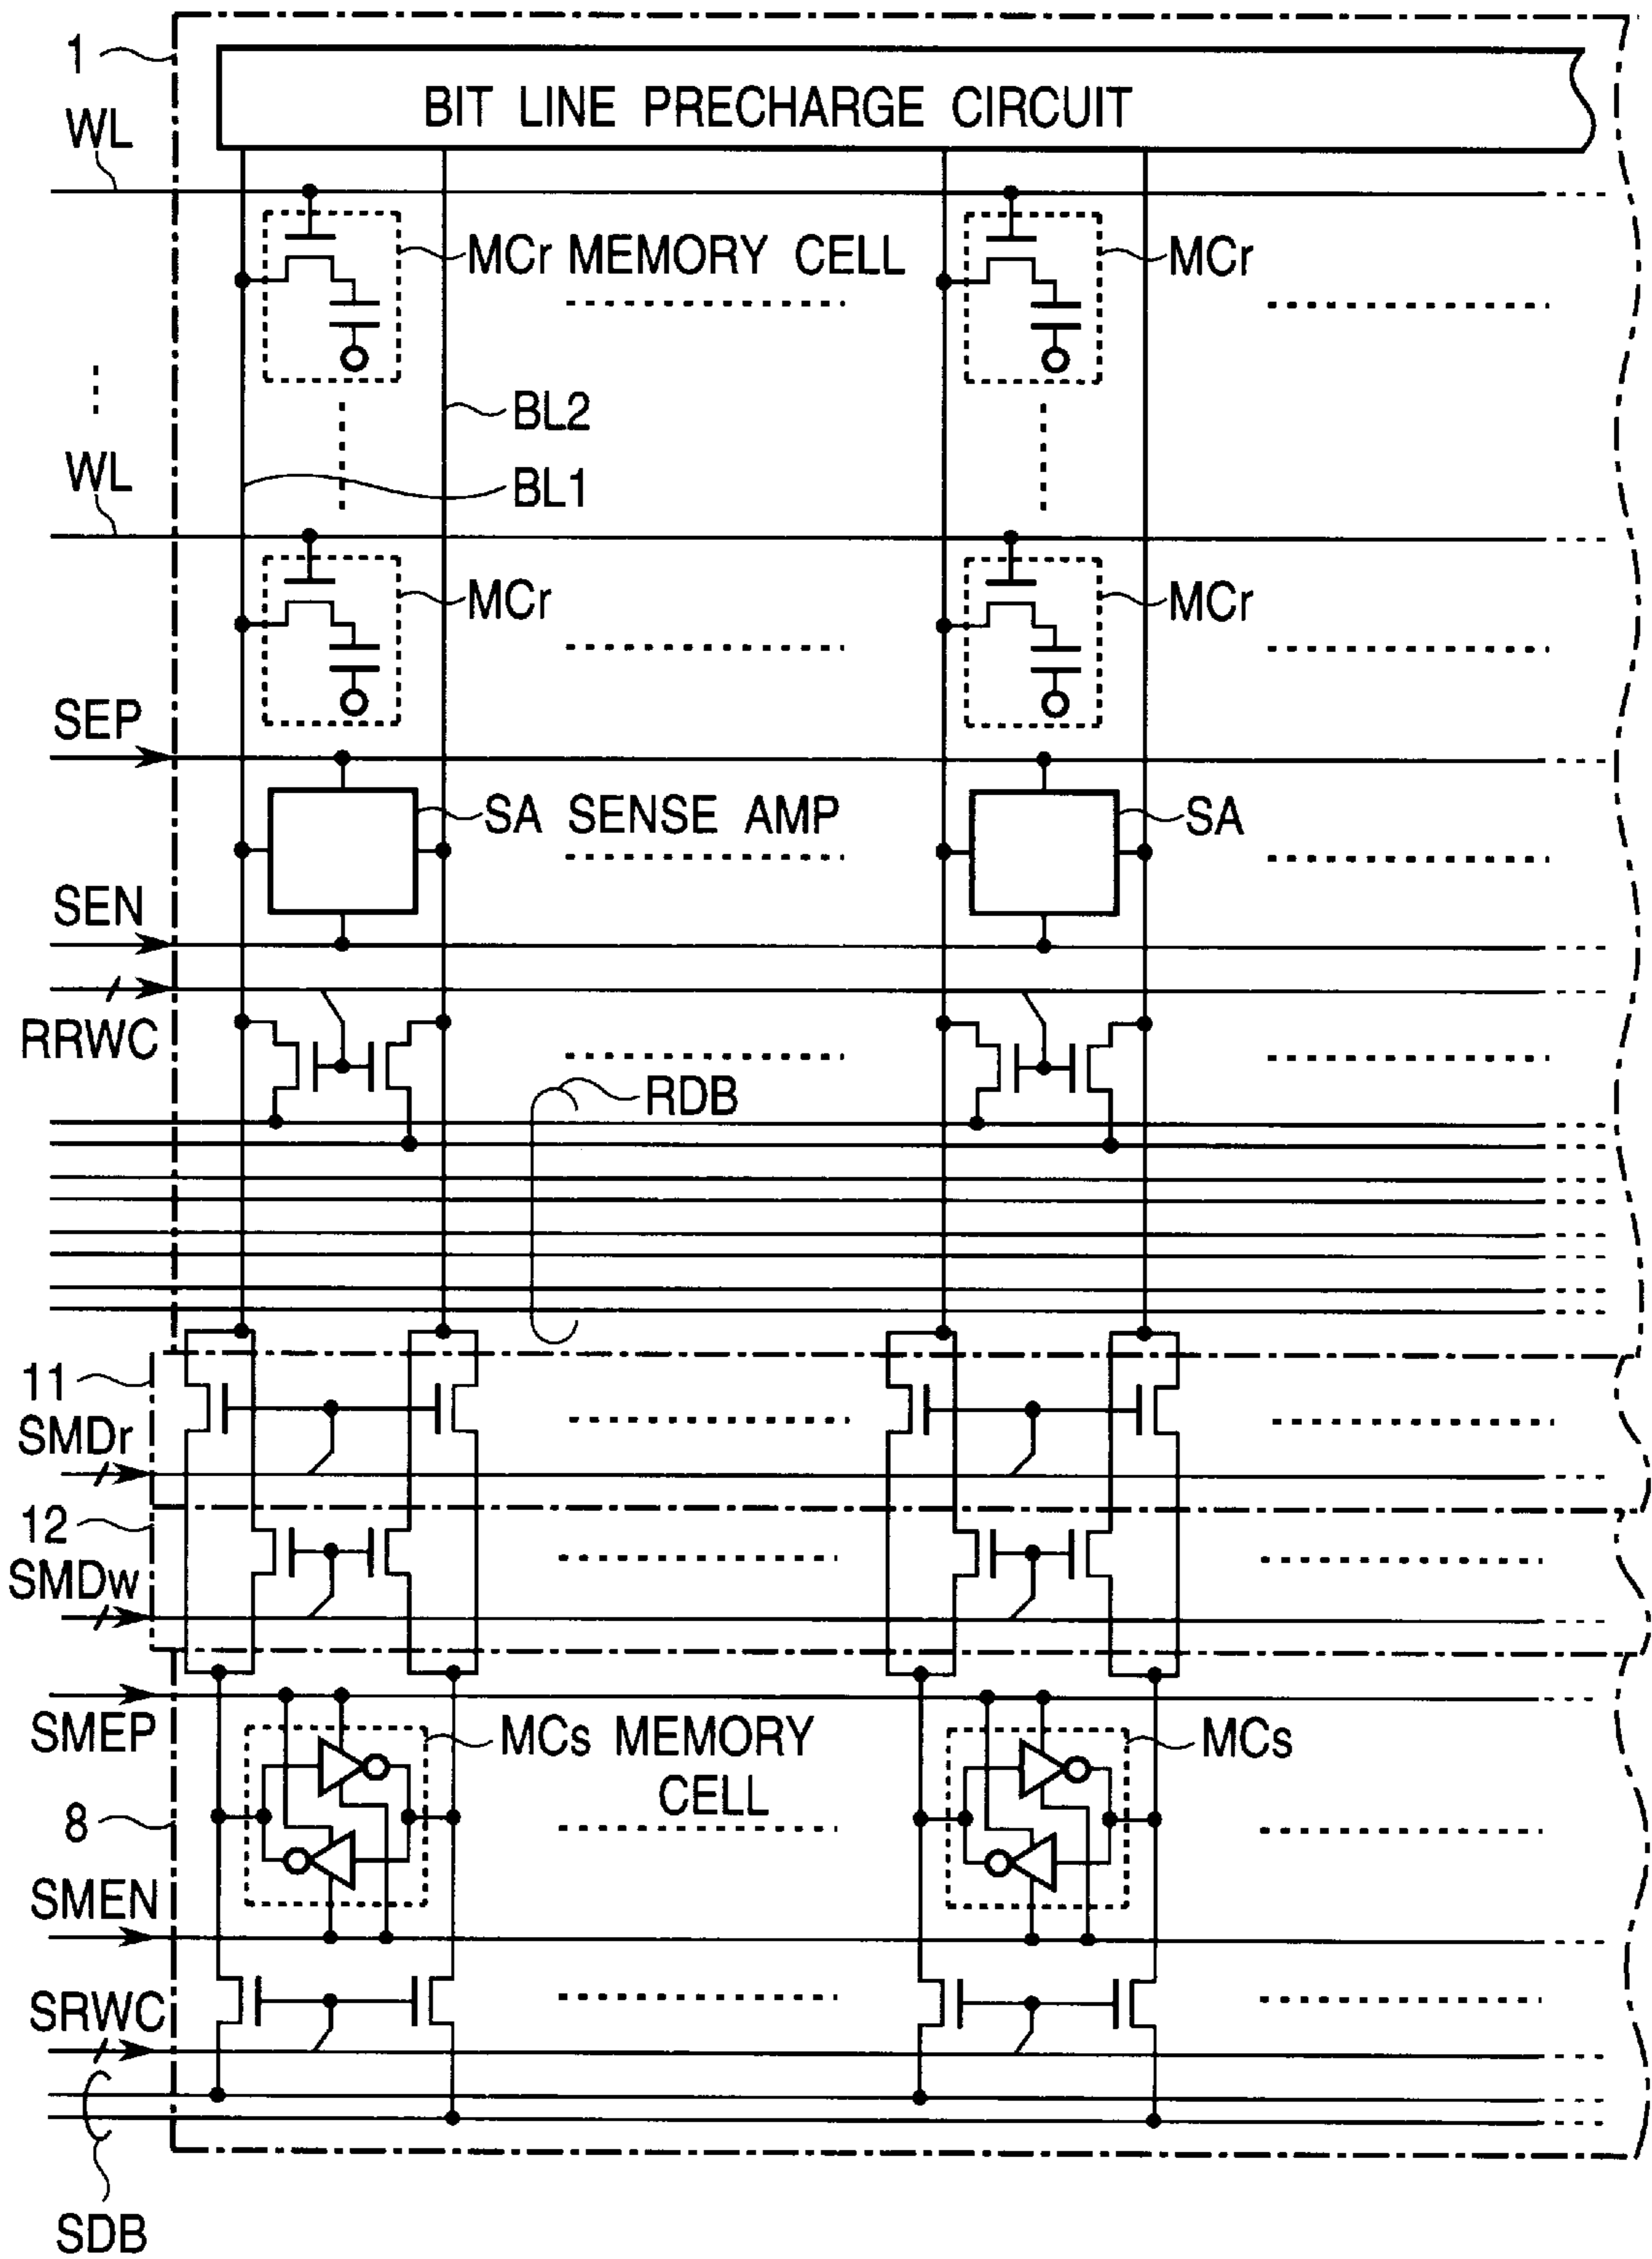 1
BIT LINE PRECHARGE CIRCUIT
WL
MCr MEMORY CELL
MCr
BL2
WL
BL1
MCr
MCr
SEP
SA SENSE AMP
SA
SEN
RRWC
RDB
11
SMDr
12
SMDw
SMEP
MCs MEMORY
CELL
MCs
8
SMEN
SRWC
SDB